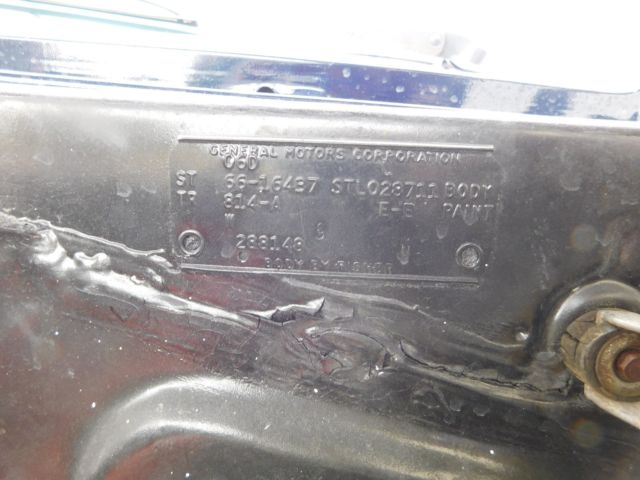 GENERAL MOTORS CORPORATION
06D
ST 66-16437 STL028711 BODY
TR 814-A E-E PAINT
W S
288148
BODY BY FISHER